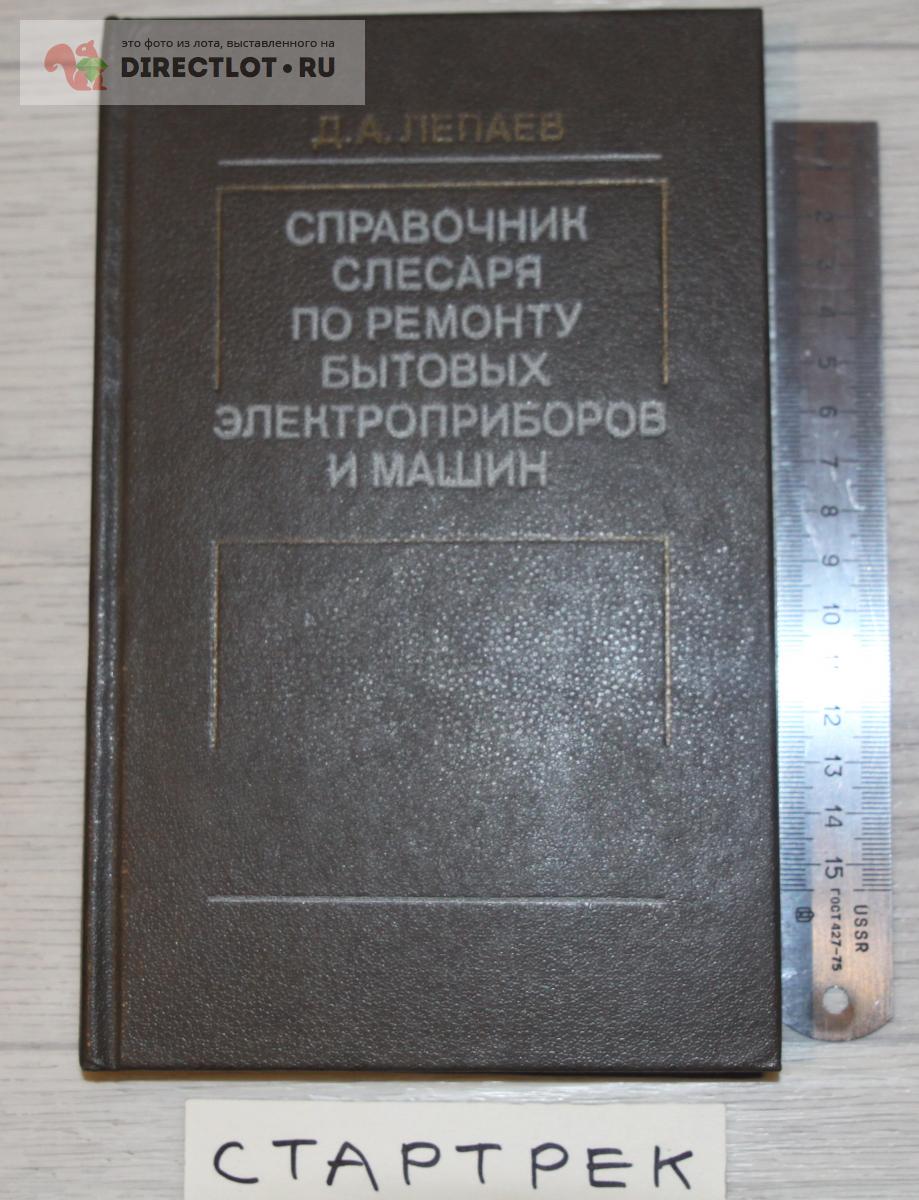 это фото из лота, выставленного на
DIRECTLOT•RU
Д.А.ЛЕПАЕВ
СПРАВОЧНИК
СЛЕСАРЯ
ПО РЕМОНТУ
БЫТОВЫХ
ЭЛЕКТРОПРИБОРОВ
И МАШИН
1
2
3
4
5
6
7
8
9
10
11
12
13
14
15
ГОСТ 427-75
USSR
СТАРТРЕК